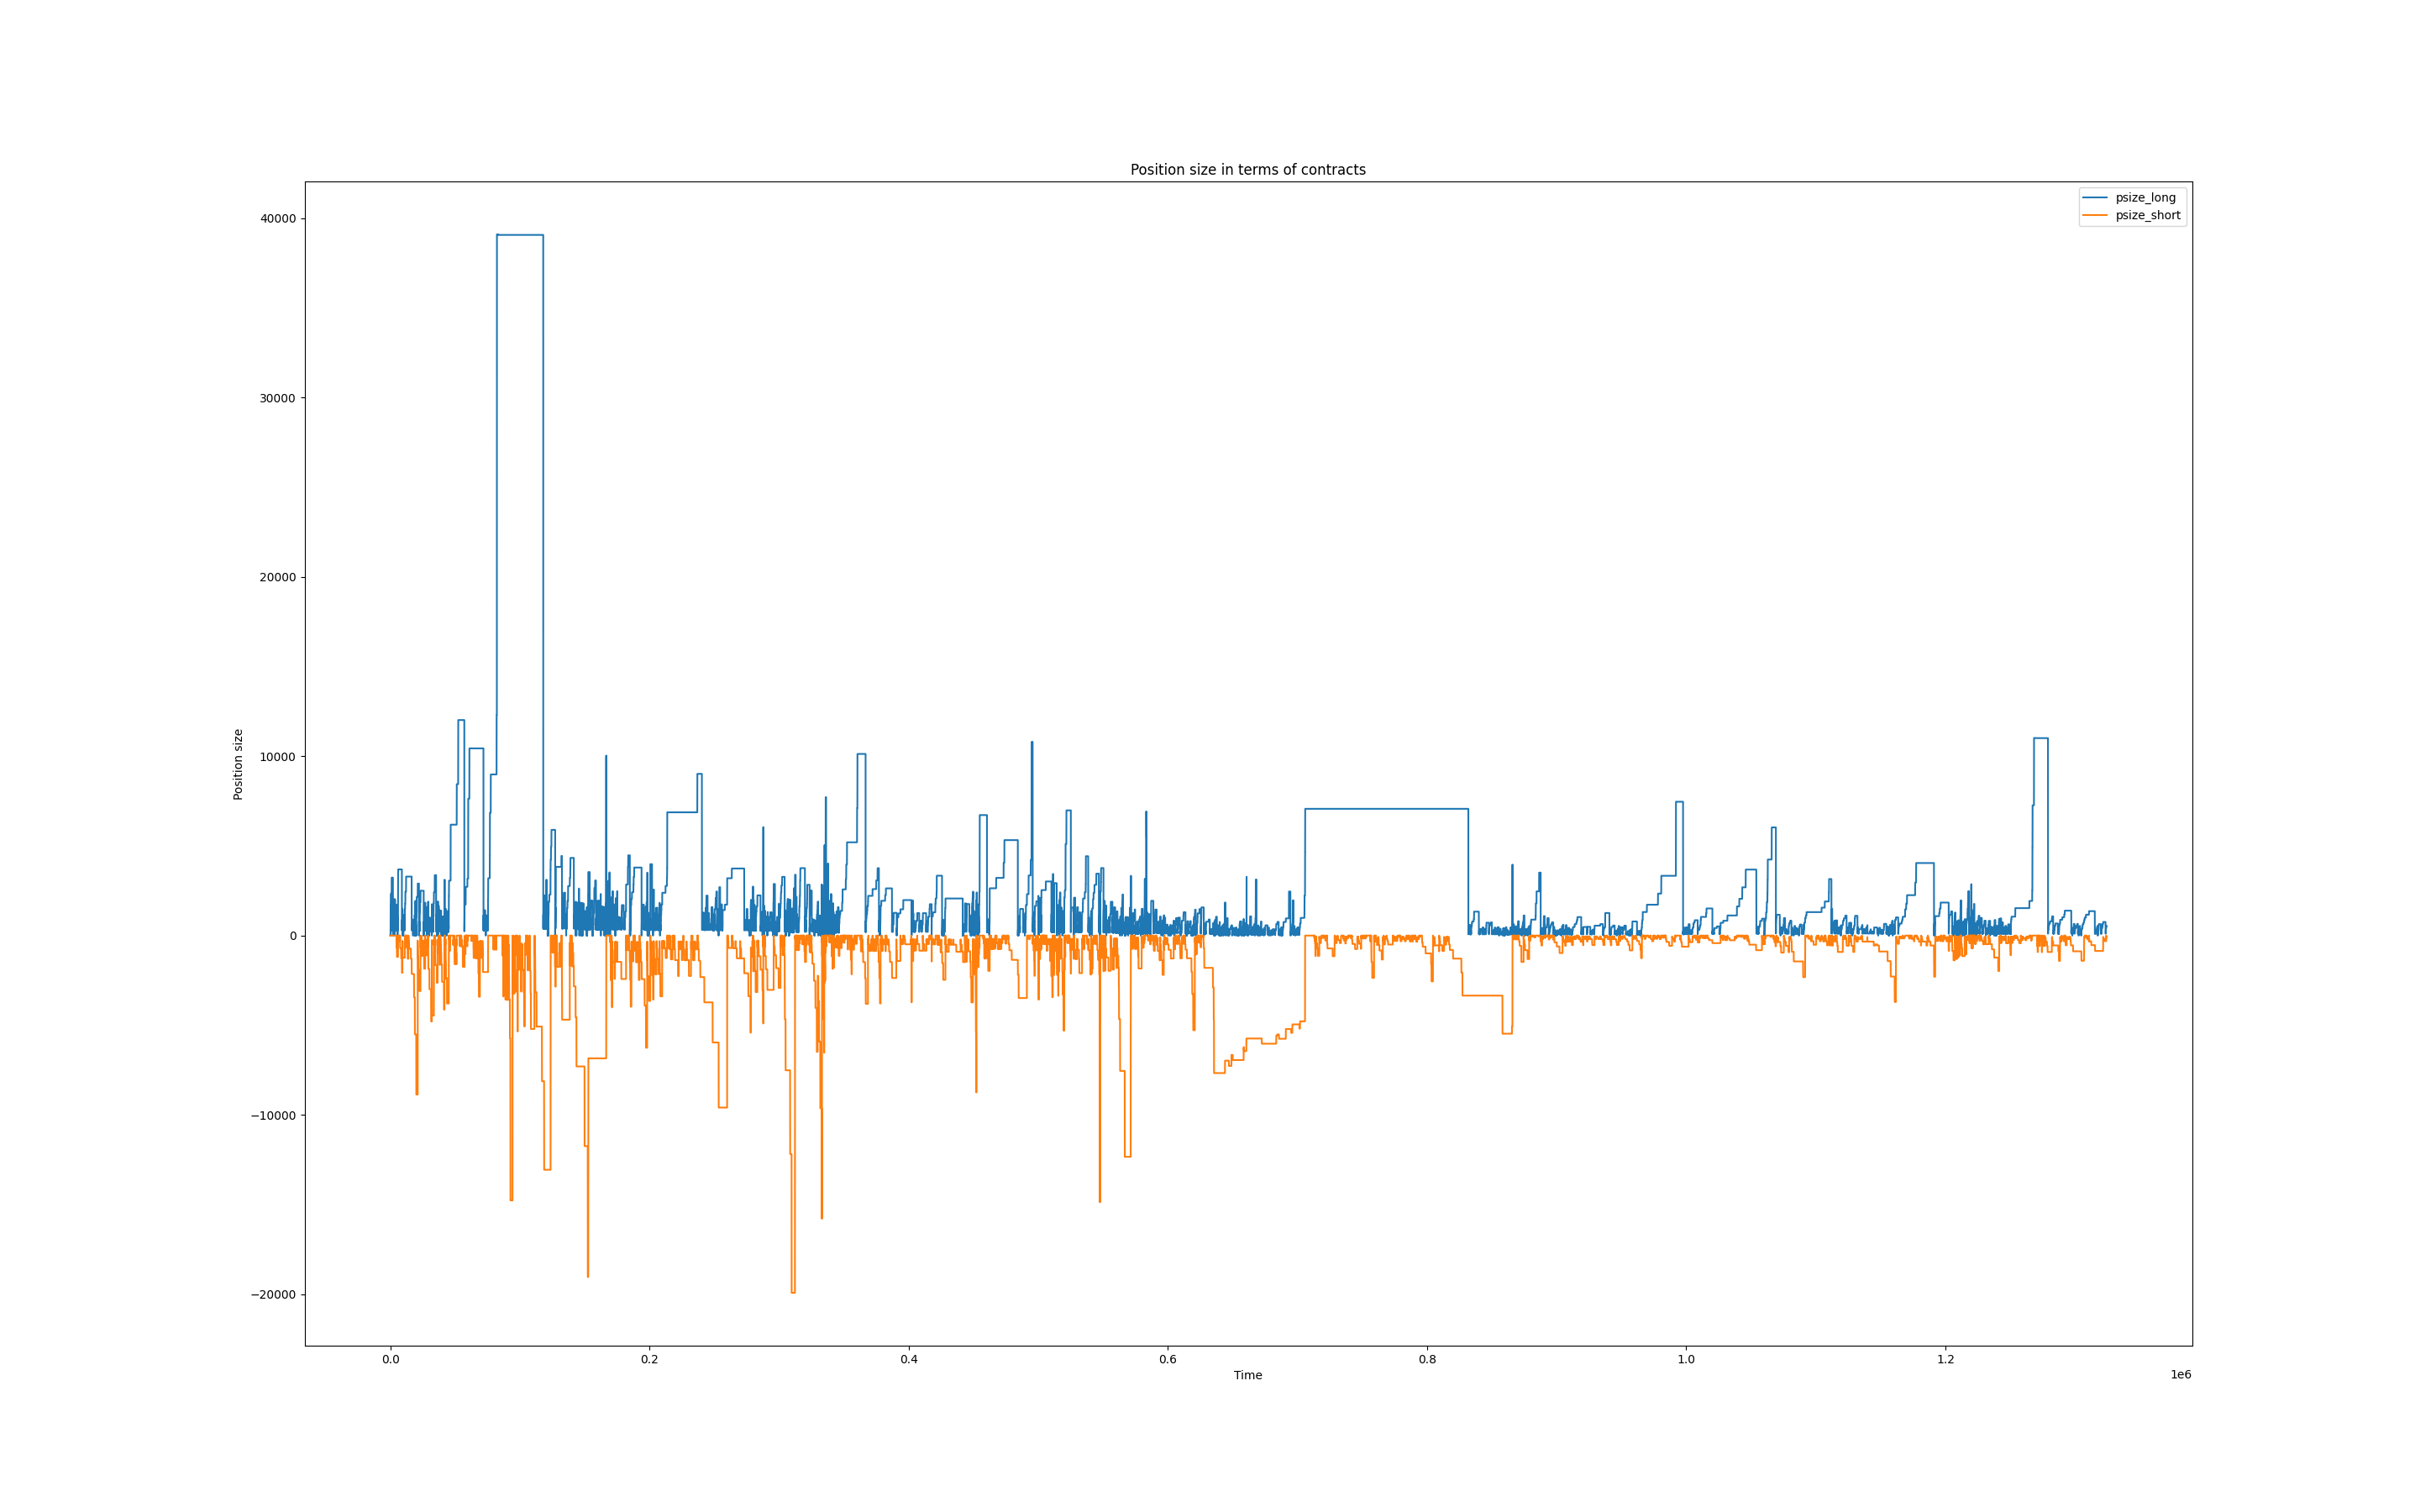 Position size in terms of contracts
psize_long
psize_short
40000
30000
20000
10000
0
−10000
−20000
Position size
0.0 0.2 0.4 0.6 0.8 1.0 1.2
Time
1e6